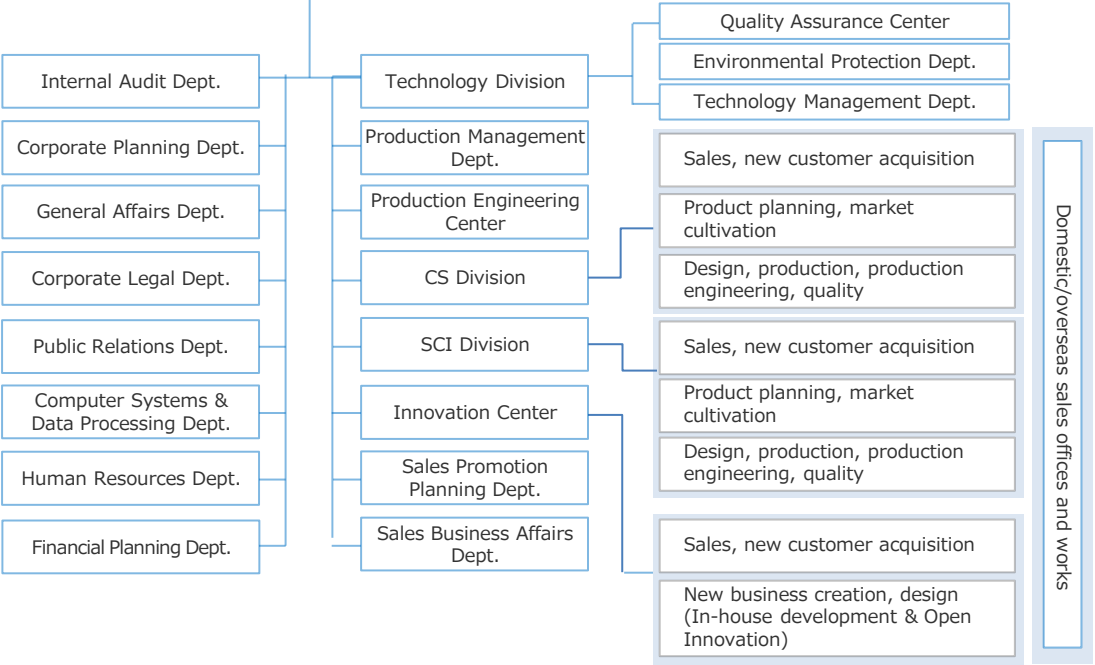 Internal Audit Dept.
Corporate Planning Dept.
General Affairs Dept.
Corporate Legal Dept.
Public Relations Dept.
Computer Systems &
Data Processing Dept.
Human Resources Dept.
Financial Planning Dept.
Technology Division
Production Management
Dept.
Production Engineering
Center
CS Division
SCI Division
Innovation Center
Sales Promotion
Planning Dept.
Sales Business Affairs
Dept.
Quality Assurance Center
Environmental Protection Dept.
Technology Management Dept.
Sales, new customer acquisition
Product planning, market
cultivation
Design, production, production
engineering, quality
Sales, new customer acquisition
Product planning, market
cultivation
Design, production, production
engineering, quality
Sales, new customer acquisition
New business creation, design
(In-house development & Open
Innovation)
Domestic/overseas sales offices and works